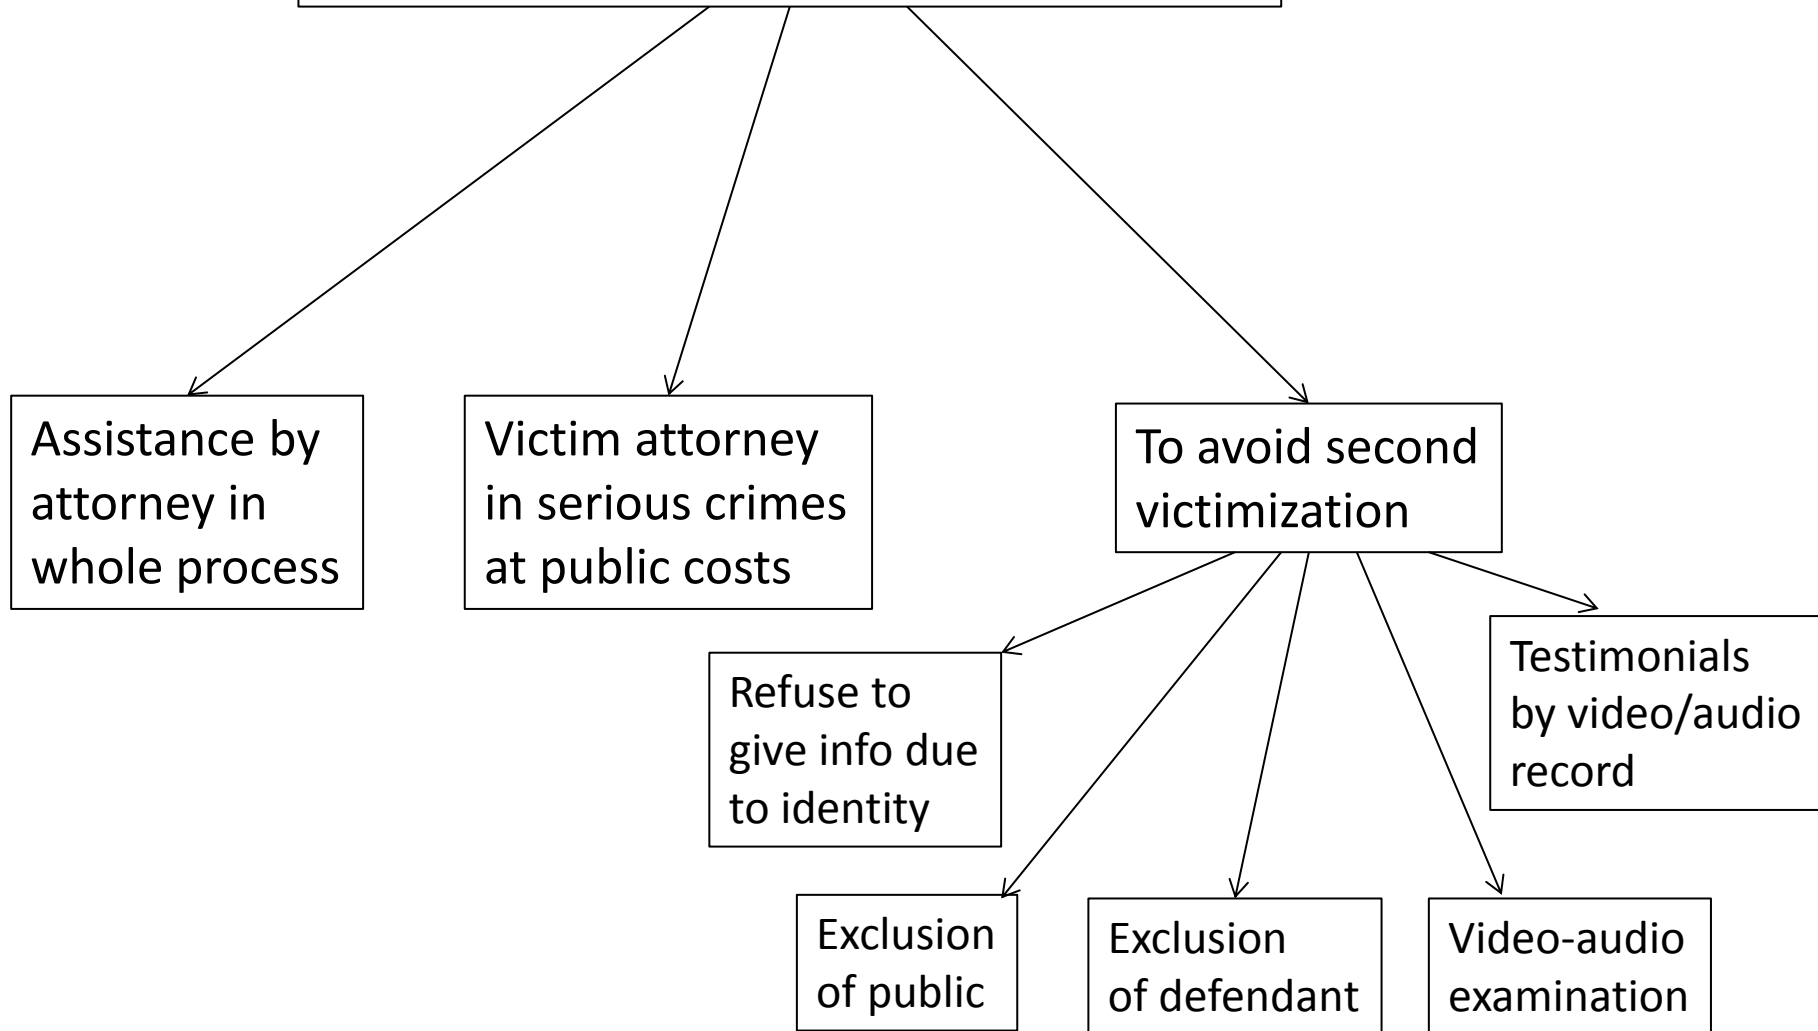 Assistance by
attorney in
whole process
Victim attorney
in serious crimes
at public costs
To avoid second
victimization
Refuse to
give info due
to identity
Testimonials
by video/audio
record
Exclusion
of public
Exclusion
of defendant
Video-audio
examination